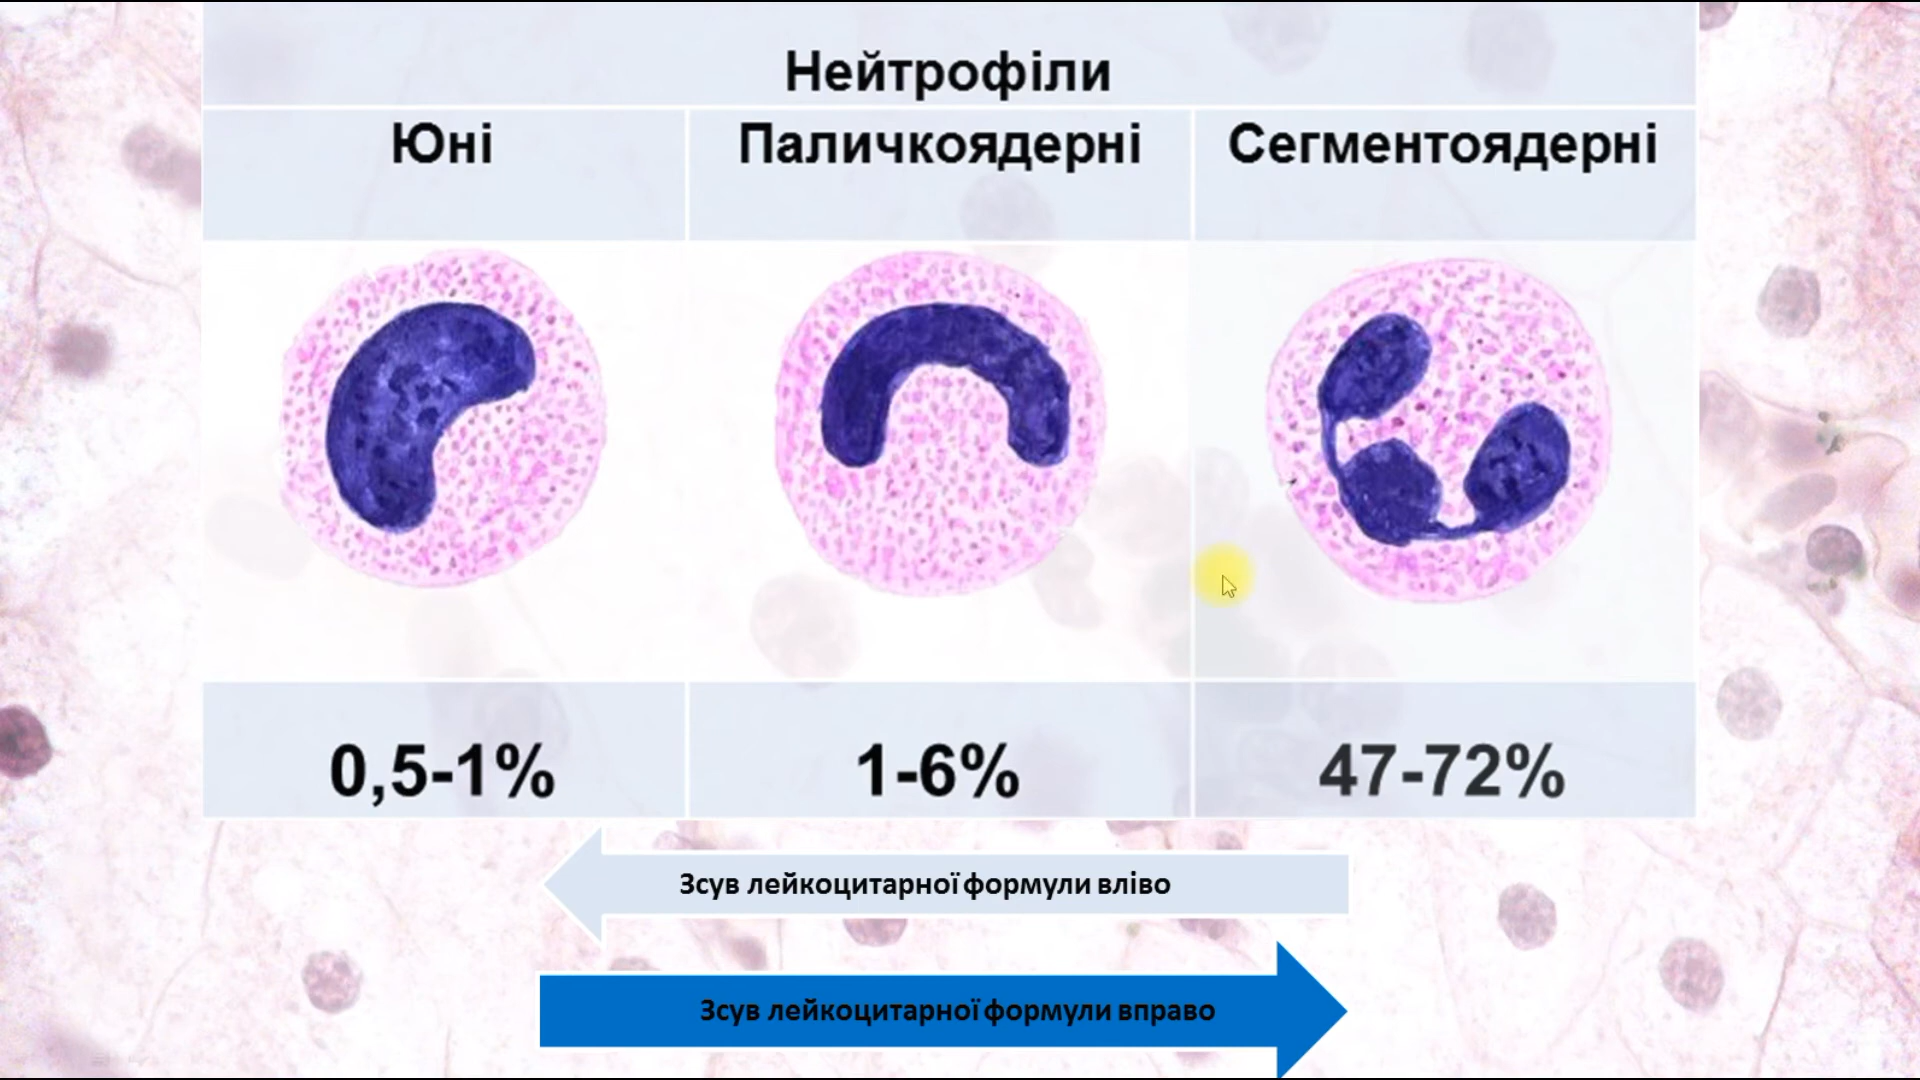 Нейтрофіли
Юні
Паличкоядерні
Сегментоядерні
0,5-1%
1-6%
47-72%
Зсув лейкоцитарної формули вліво
Зсув лейкоцитарної формули вправо